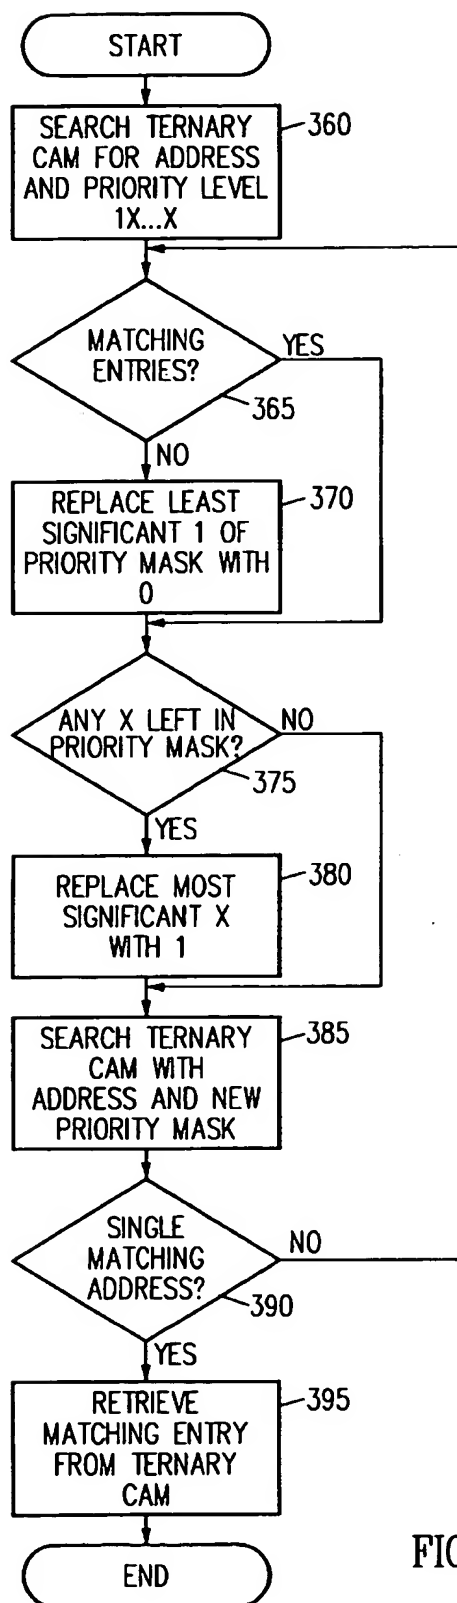 START
SEARCH TERNARY
CAM FOR ADDRESS
AND PRIORITY LEVEL
1X...X
360
MATCHING
ENTRIES?
YES
365
NO
REPLACE LEAST
SIGNIFICANT 1 OF
PRIORITY MASK WITH
0
370
ANY X LEFT IN
PRIORITY MASK?
NO
375
YES
REPLACE MOST
SIGNIFICANT X
WITH 1
380
SEARCH TERNARY
CAM WITH
ADDRESS AND NEW
PRIORITY MASK
385
SINGLE
MATCHING
ADDRESS?
NO
390
YES
RETRIEVE
MATCHING ENTRY
FROM TERNARY
CAM
395
END